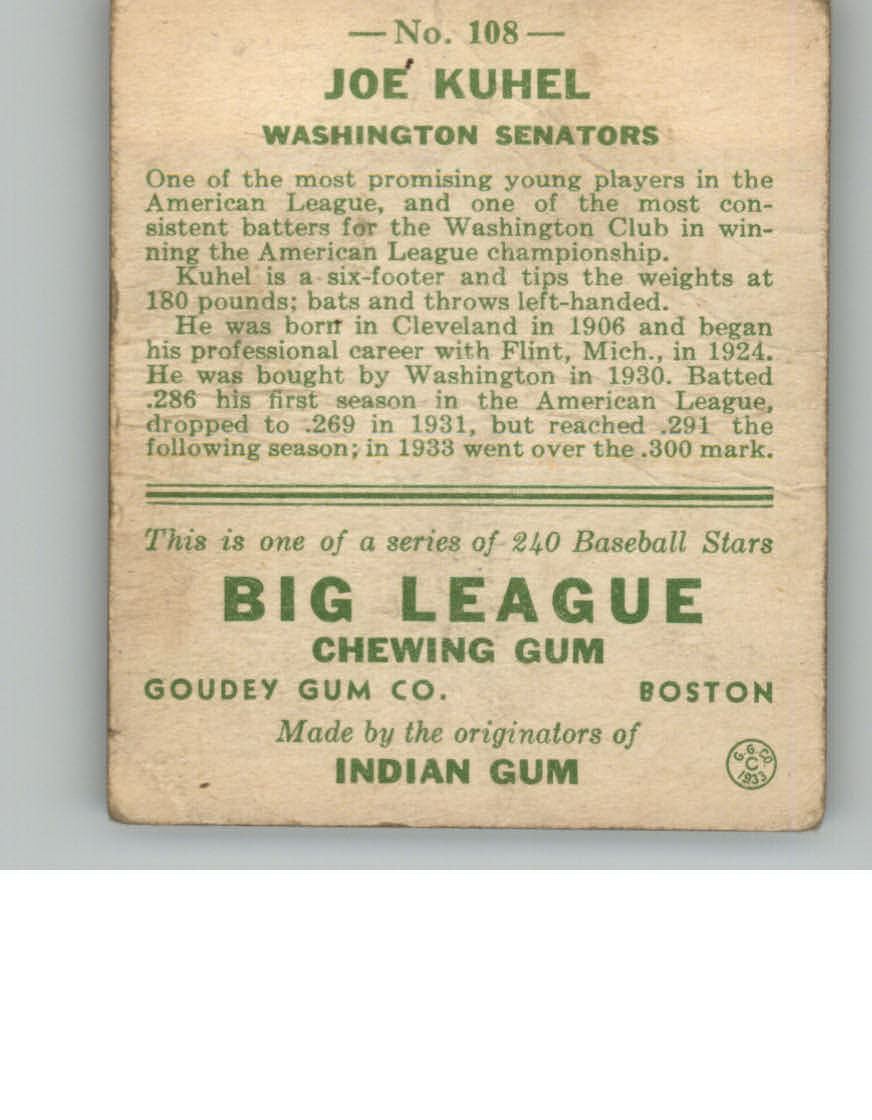 — No. 108 —
JOE KUHEL
WASHINGTON SENATORS
One of the most promising young players in the
American League, and one of the most con-
sistent batters for the Washington Club in win-
ning the American League championship.
Kuhel is a six-footer and tips the weights at
180 pounds; bats and throws left-handed.
He was born in Cleveland in 1906 and began
his professional career with Flint, Mich., in 1924.
He was bought by Washington in 1930. Batted
.286 his first season in the American League,
dropped to .269 in 1931, but reached .291 the
following season; in 1933 went over the .300 mark.
This is one of a series of 240 Baseball Stars
BIG LEAGUE
CHEWING GUM
GOUDEY GUM CO. BOSTON
Made by the originators of
INDIAN GUM
G.G.CO.
C
1933